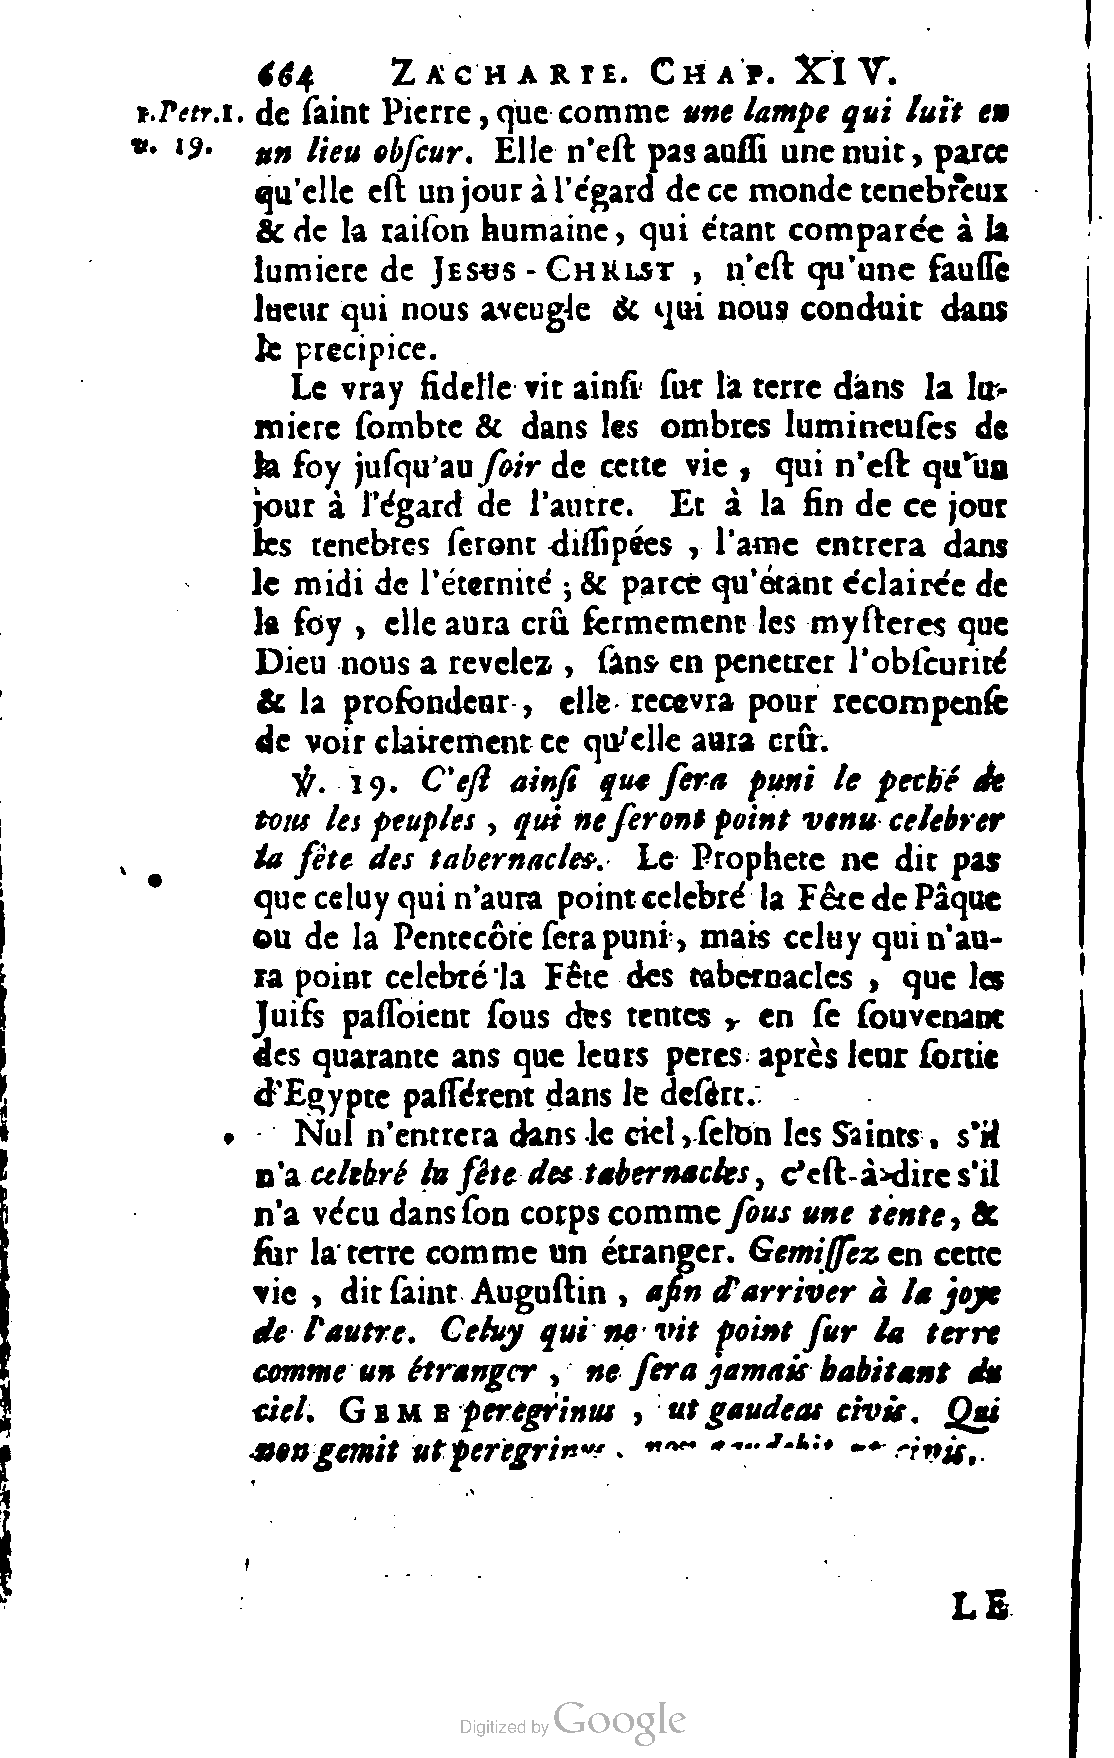 664 ZACHARIE. CHAP. XIV.
1.Petr.1. de ſaint Pierre, que comme une lampe qui luit en
v. 19. un lieu obſcur. Elle n'eſt pas auſſi une nuit, parce
qu'elle eſt un jour à l'égard de ce monde tenebreux
& de la raiſon humaine, qui étant comparée à la
lumiere de JESUS-CHRIST, n'eſt qu'une fauſſe
lueur qui nous aveugle & qui nous conduit dans
le precipice.
Le vray fidelle vit ainſi ſur la terre dans la lu-
miere ſombre & dans les ombres lumineuſes de
la foy juſqu'au ſoir de cette vie, qui n'eſt qu'un
jour à l'égard de l'autre. Et à la fin de ce jour
les tenebres ſeront diſſipées, l'ame entrera dans
le midi de l'éternité; & parce qu'étant éclairée de
la foy, elle aura crû fermement les myſteres que
Dieu nous a revelez, ſans en penetrer l'obſcurité
& la profondeur, elle recevra pour recompenſe
de voir clairement ce qu'elle aura crû.
℣. 19. C'eſt ainſi que ſera puni le peché de
tous les peuples, qui ne ſeront point venu celebrer
la fête des tabernacles. Le Prophete ne dit pas
que celuy qui n'aura point celebré la Fête de Pâque
ou de la Pentecôte ſera puni, mais celuy qui n'au-
ra point celebré la Fête des tabernacles, que les
Juifs paſſoient ſous des tentes, en ſe ſouvenant
des quarante ans que leurs peres après leur ſortie
d'Egypte paſſérent dans le deſert.
Nul n'entrera dans le ciel, ſelon les Saints, s'il
n'a celebré la fête des tabernacles, c'eſt-à-dire s'il
n'a vécu dans ſon corps comme ſous une tente, &
ſur la terre comme un étranger. Gemiſſez en cette
vie, dit ſaint Auguſtin, afin d'arriver à la joye
de l'autre. Celuy qui ne vit point ſur la terre
comme un étranger, ne ſera jamais habitant du
ciel. GEME peregrinus, ut gaudeas civis. Qui
non gemit ut peregrinus, civis.
LE
Digitized by Google